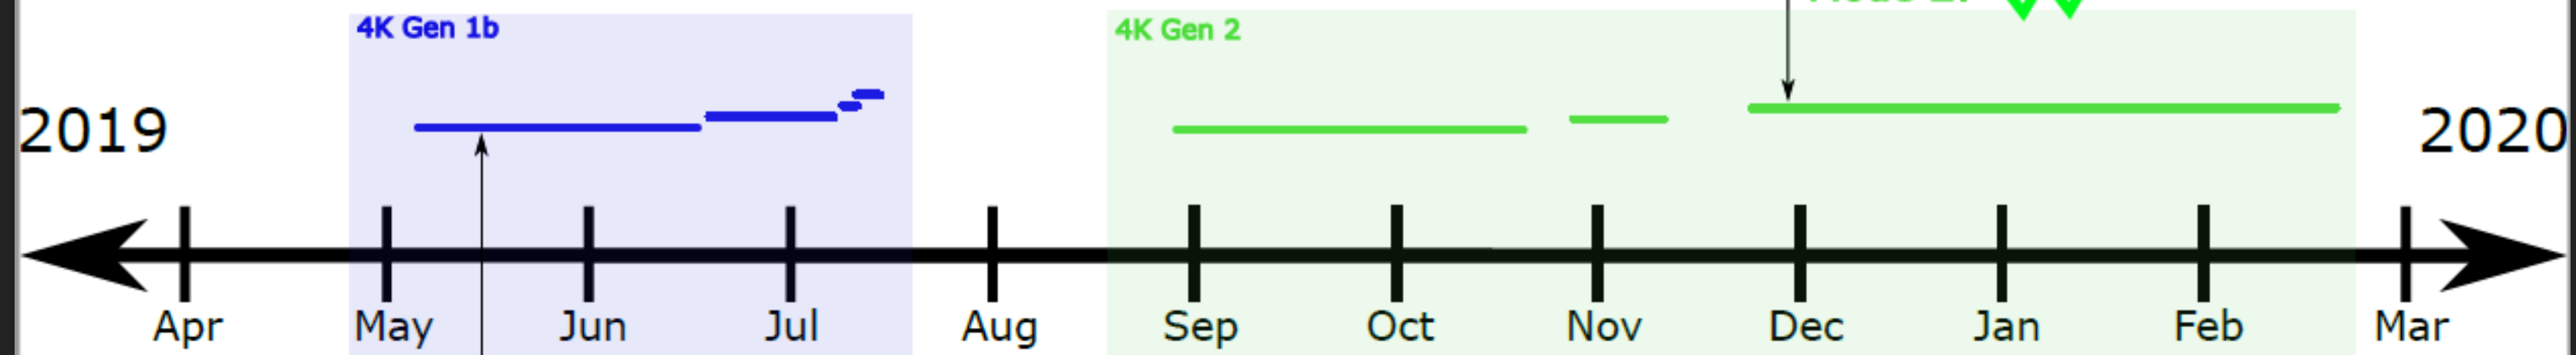 4K Gen 1b
4K Gen 2
2019
2020
Apr
May
Jun
Jul
Aug
Sep
Oct
Nov
Dec
Jan
Feb
Mar